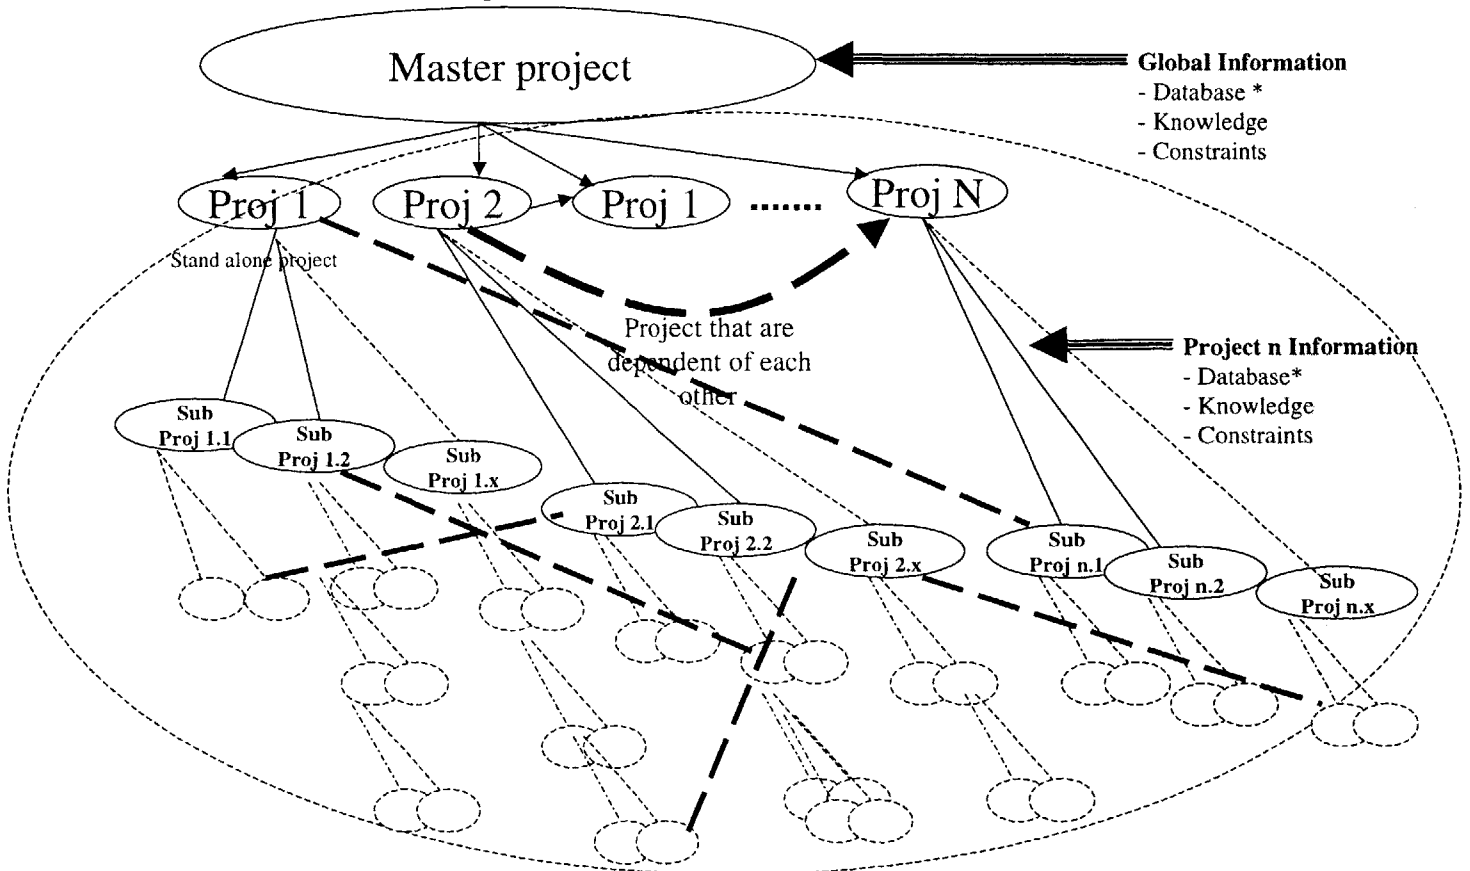 Master project
Global Information
- Database *
- Knowledge
- Constraints
Proj 1
Proj 2
Proj 1
.......
Proj N
Stand alone project
Project that are
dependent of each
other
Project n Information
- Database*
- Knowledge
- Constraints
Sub
Proj 1.1
Sub
Proj 1.2
Sub
Proj 1.x
Sub
Proj 2.1
Sub
Proj 2.2
Sub
Proj 2.x
Sub
Proj n.1
Sub
Proj n.2
Sub
Proj n.x